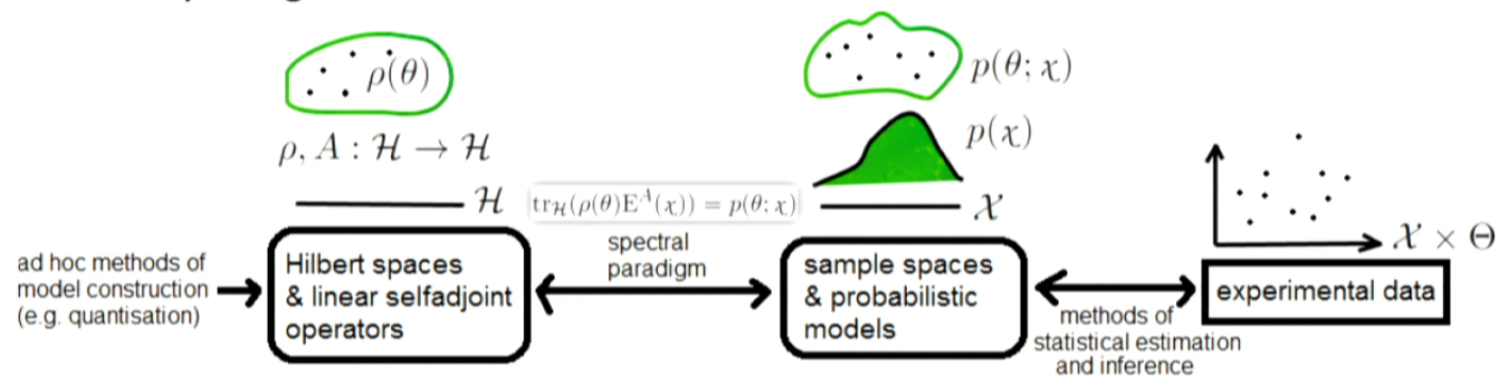 ρ(θ)
p(θ; χ)
ρ, A : ℋ → ℋ
p(χ)
ℋ
tr_ℋ(ρ(θ)E^A(χ)) = p(θ; χ)
𝒳
𝒳 × Θ
ad hoc methods of
model construction
(e.g. quantisation)
Hilbert spaces
& linear selfadjoint
operators
spectral
paradigm
sample spaces
& probabilistic
models
methods of
statistical estimation
and inference
experimental data